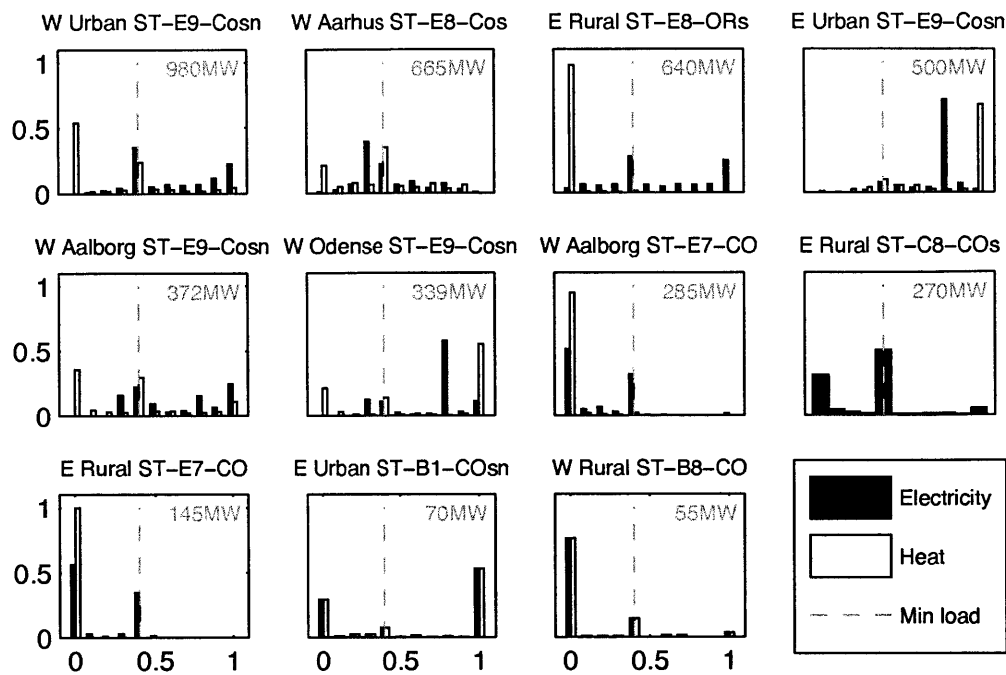 W Urban ST-E9-Cosn
W Aarhus ST-E8-Cos
E Rural ST-E8-ORs
E Urban ST-E9-Cosn
1
0.5
0
980MW
665MW
640MW
500MW
W Aalborg ST-E9-Cosn
W Odense ST-E9-Cosn
W Aalborg ST-E7-CO
E Rural ST-C8-COs
1
0.5
0
372MW
339MW
285MW
270MW
E Rural ST-E7-CO
E Urban ST-B1-COsn
W Rural ST-B8-CO
1
0.5
0
145MW
70MW
55MW
0 0.5 1
0 0.5 1
0 0.5 1
Electricity
Heat
Min load